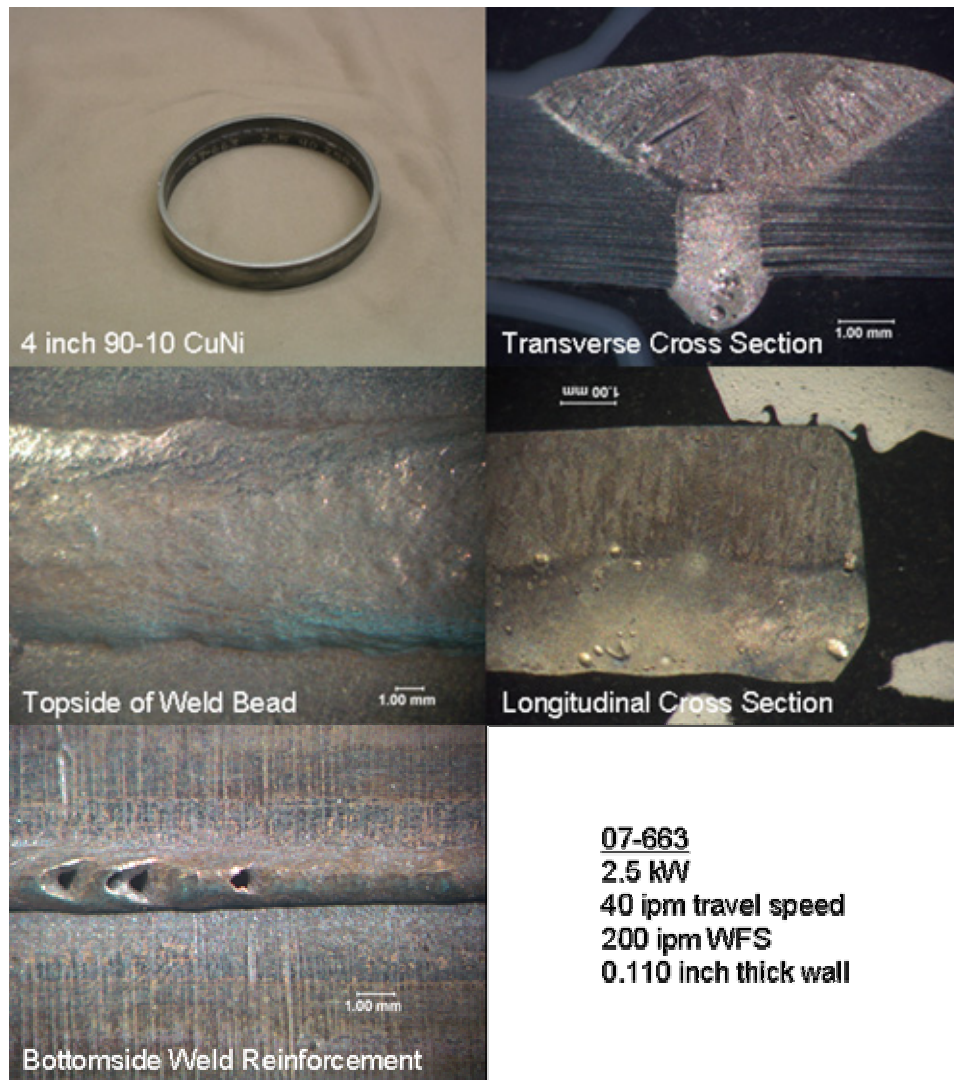 4 inch 90-10 CuNi
1.00 mm
Transverse Cross Section
1.00 mm
Topside of Weld Bead
1.00 mm
Longitudinal Cross Section
1.00 mm
Bottomside Weld Reinforcement
07-663
2.5 kW
40 ipm travel speed
200 ipm WFS
0.110 inch thick wall